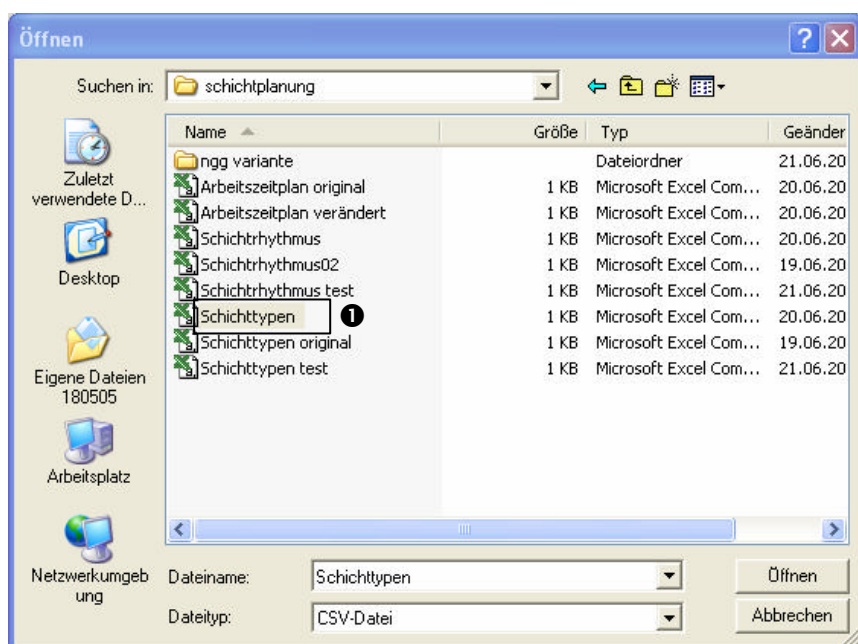 Öffnen
Suchen in: schichtplanung
Name Größe Typ Geänder
ngg variante Dateiordner 21.06.20
Arbeitszeitplan original 1 KB Microsoft Excel Com... 20.06.20
Arbeitszeitplan verändert 1 KB Microsoft Excel Com... 20.06.20
Schichtrhythmus 1 KB Microsoft Excel Com... 20.06.20
Schichtrhythmus02 1 KB Microsoft Excel Com... 19.06.20
Schichtrhythmus test 1 KB Microsoft Excel Com... 21.06.20
Schichttypen ❶ 1 KB Microsoft Excel Com... 20.06.20
Schichttypen original 1 KB Microsoft Excel Com... 19.06.20
Schichttypen test 1 KB Microsoft Excel Com... 21.06.20
Zuletzt
verwendete D...
Desktop
Eigene Dateien
180505
Arbeitsplatz
Netzwerkumgeb
ung
Dateiname: Schichttypen Öffnen
Dateityp: CSV-Datei Abbrechen